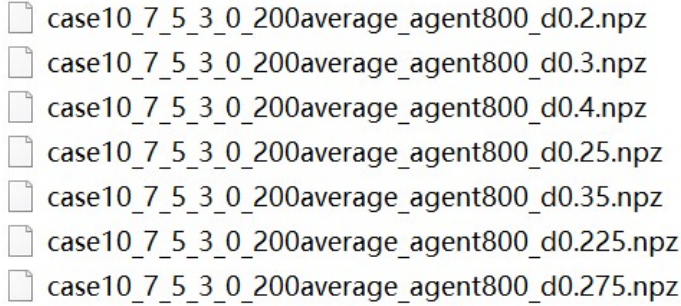 case10_7_5_3_0_200average_agent800_d0.2.npz
case10_7_5_3_0_200average_agent800_d0.3.npz
case10_7_5_3_0_200average_agent800_d0.4.npz
case10_7_5_3_0_200average_agent800_d0.25.npz
case10_7_5_3_0_200average_agent800_d0.35.npz
case10_7_5_3_0_200average_agent800_d0.225.npz
case10_7_5_3_0_200average_agent800_d0.275.npz